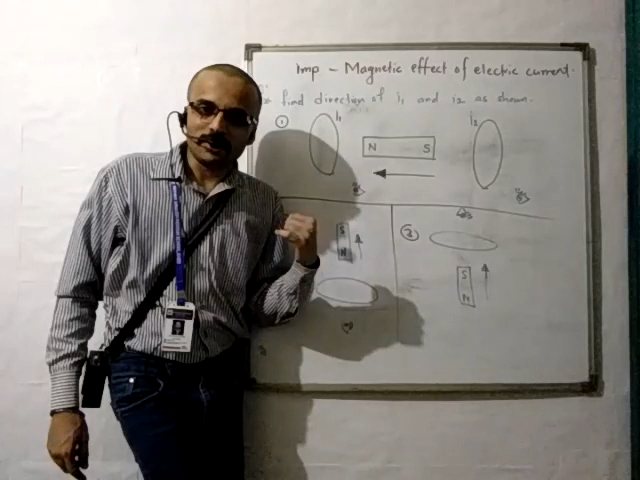 Imp - Magnetic effect of electric current.
find direction of i1 and i2 as shown.
① i1 i2
N S
S
N
②
S
N